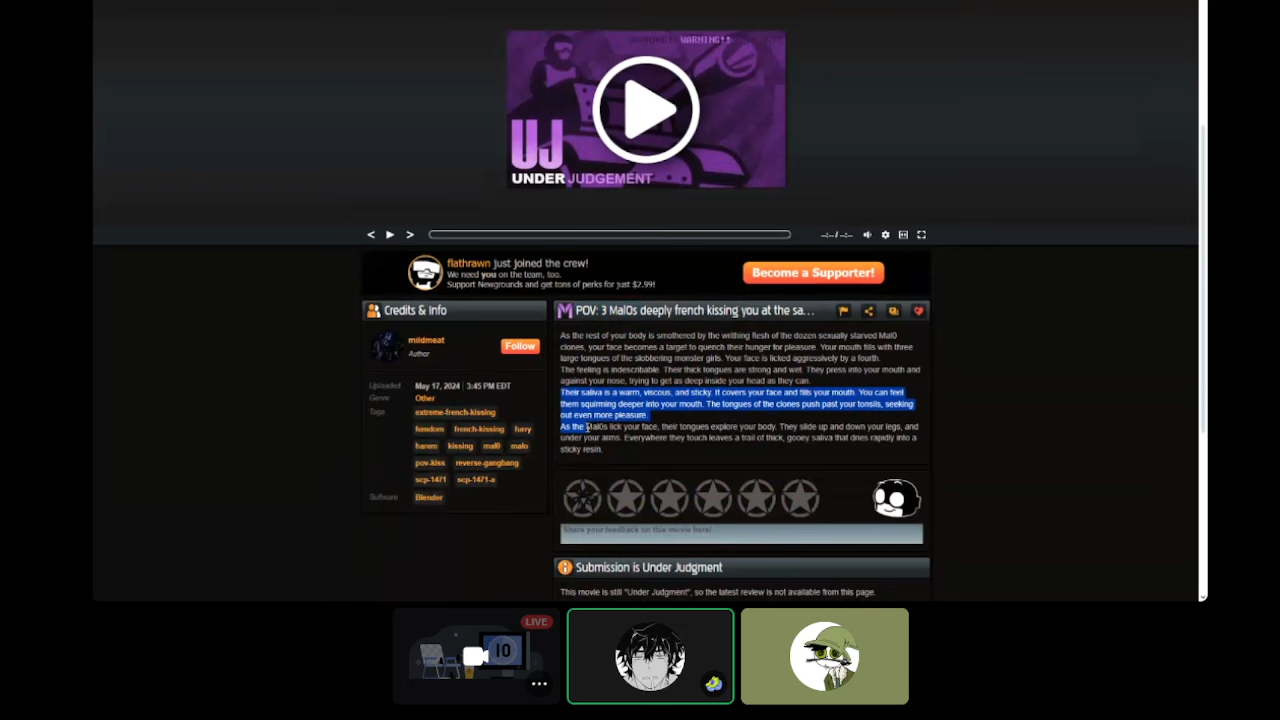 WARNING!!
UJ
UNDER JUDGEMENT
--:-- / --:--
flathrawn just joined the crew!
We need you on the team, too.
Support Newgrounds and get tons of perks for just $2.99!
Become a Supporter!
Credits & Info
mildmeat
Author
Follow
Uploaded
May 17, 2024 | 3:45 PM EDT
Genre
Other
Tags
extreme-french-kissing
femdom french-kissing furry
harem kissing mal0 malo
pov-kiss reverse-gangbang
scp-1471 scp-1471-a
Software
Blender
POV: 3 Mal0s deeply french kissing you at the sa...
As the rest of your body is smothered by the writhing flesh of the dozen sexually starved Mal0
clones, your face becomes a target to quench their hunger for pleasure. Your mouth fills with three
large tongues of the slobbering monster girls. Your face is licked aggressively by a fourth.
The feeling is indescribable. Their thick tongues are strong and wet. They press into your mouth and
against your nose, trying to get as deep inside your head as they can.
Their saliva is a warm, viscous, and sticky. It covers your face and fills your mouth. You can feel
them squirming deeper into your mouth. The tongues of the clones push past your tonsils, seeking
out even more pleasure.
As the Mal0s lick your face, their tongues explore your body. They slide up and down your legs, and
under your arms. Everywhere they touch leaves a trail of thick, gooey saliva that dries rapidly into a
sticky resin.
Share your feedback on this movie here!
Submission is Under Judgment
This movie is still "Under Judgment", so the latest review is not available from this page.
LIVE
10